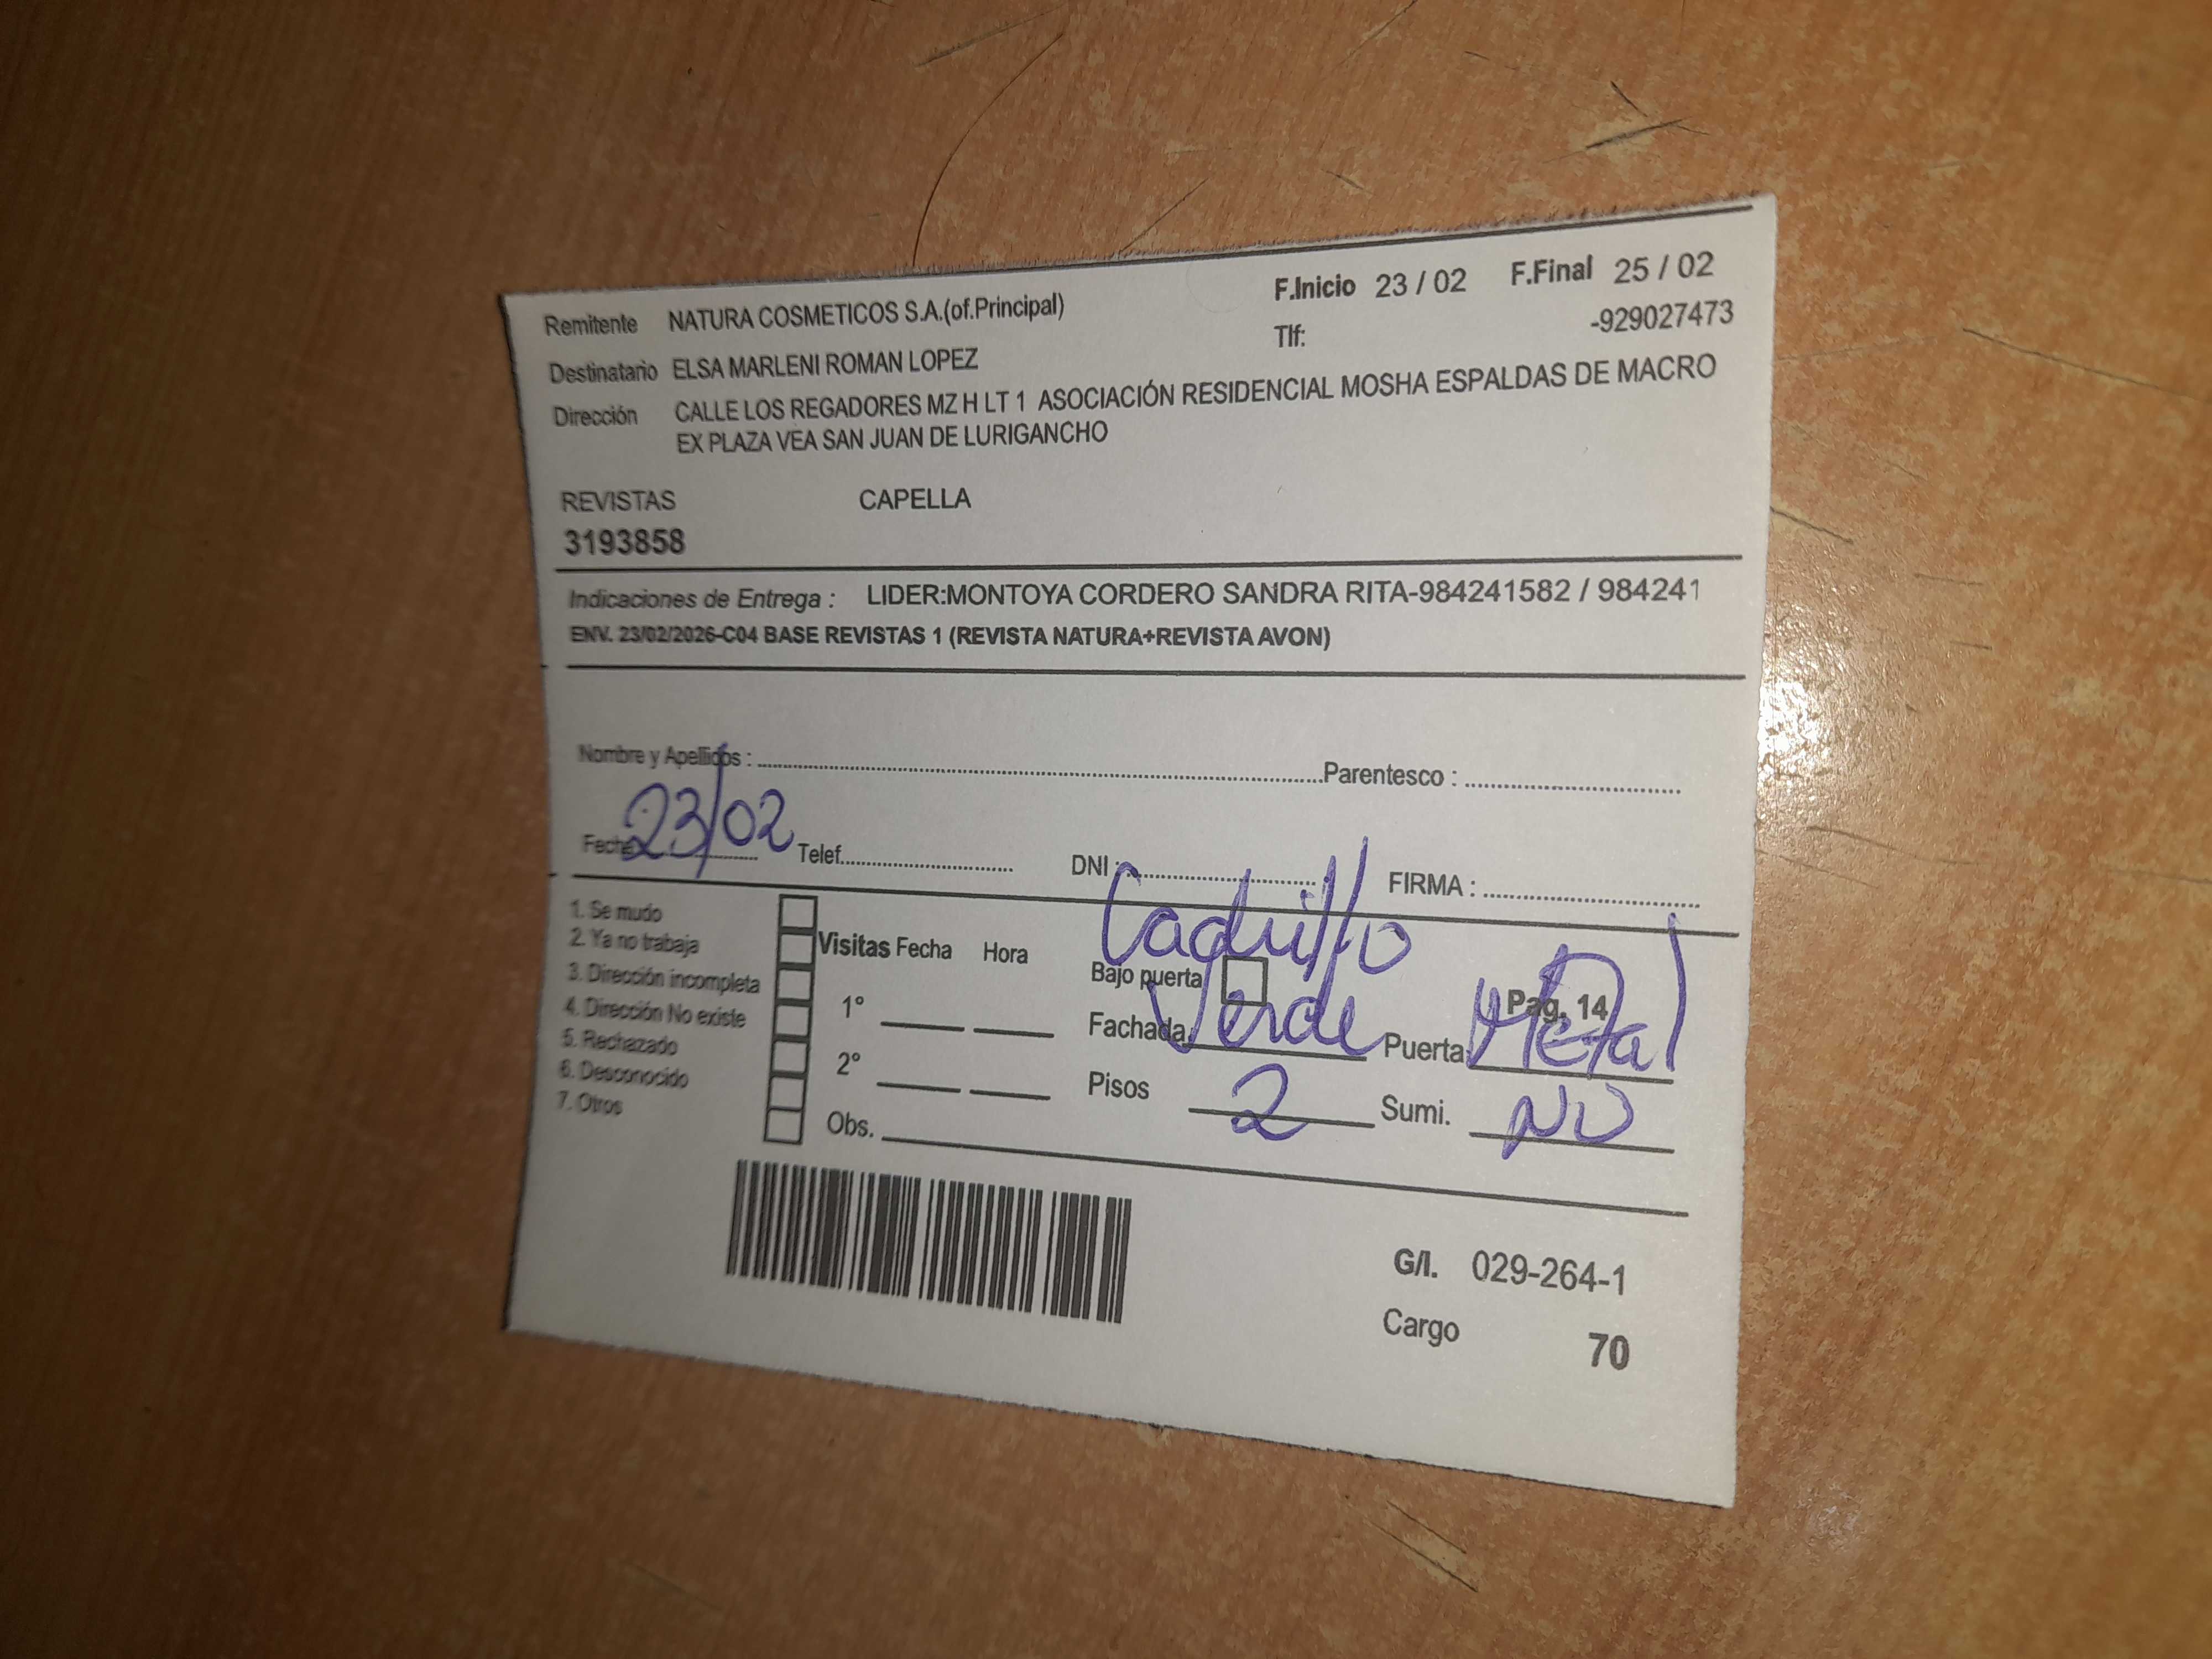 Remitente NATURA COSMETICOS S.A.(of.Principal) F.Inicio 23 / 02 F.Final 25 / 02
Tlf: -929027473
Destinatario ELSA MARLENI ROMAN LOPEZ
Dirección CALLE LOS REGADORES MZ H LT 1 ASOCIACIÓN RESIDENCIAL MOSHA ESPALDAS DE MACRO
EX PLAZA VEA SAN JUAN DE LURIGANCHO
REVISTAS CAPELLA
3193858
Indicaciones de Entrega : LIDER:MONTOYA CORDERO SANDRA RITA-984241582 / 984241
ENV. 23/02/2026-C04 BASE REVISTAS 1 (REVISTA NATURA+REVISTA AVON)
Nombre y Apellidos : Parentesco :
Fecha 23/02 Telef. DNI : FIRMA :
1. Se mudo
2. Ya no trabaja
3. Dirección incompleta
4. Dirección No existe
5. Rechazado
6. Desconocido
7. Otros
Visitas Fecha Hora
1°
2°
Obs.
Ladrillo
Bajo puerta Pag. 14
Fachada Verde Puerta Metal
Pisos 2 Sumi. NO
G/I. 029-264-1
Cargo 70